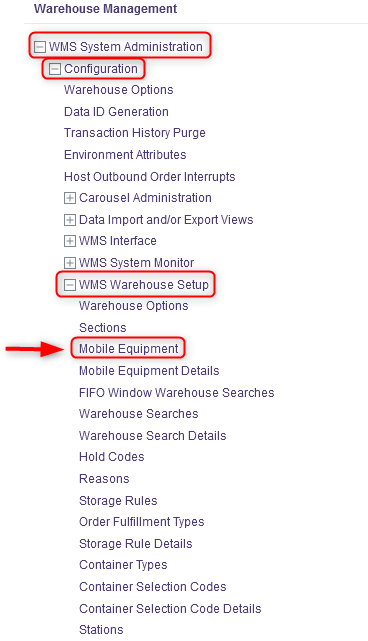 Warehouse Management
WMS System Administration
Configuration
Warehouse Options
Data ID Generation
Transaction History Purge
Environment Attributes
Host Outbound Order Interrupts
Carousel Administration
Data Import and/or Export Views
WMS Interface
WMS System Monitor
WMS Warehouse Setup
Warehouse Options
Sections
Mobile Equipment
Mobile Equipment Details
FIFO Window Warehouse Searches
Warehouse Searches
Warehouse Search Details
Hold Codes
Reasons
Storage Rules
Order Fulfillment Types
Storage Rule Details
Container Types
Container Selection Codes
Container Selection Code Details
Stations